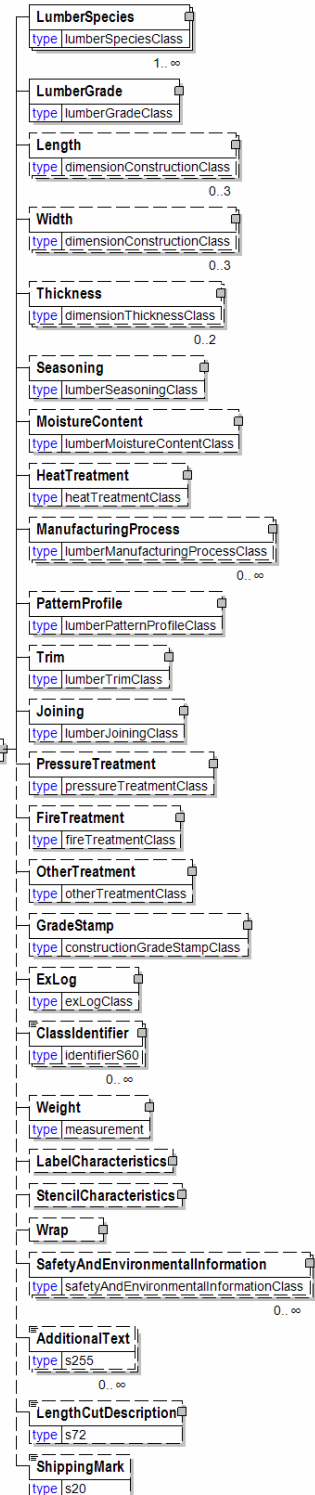 LumberSpecies
type lumberSpeciesClass
1.. ∞
LumberGrade
type lumberGradeClass
Length
type dimensionConstructionClass
0..3
Width
type dimensionConstructionClass
0..3
Thickness
type dimensionThicknessClass
0..2
Seasoning
type lumberSeasoningClass
MoistureContent
type lumberMoistureContentClass
HeatTreatment
type heatTreatmentClass
ManufacturingProcess
type lumberManufacturingProcessClass
0.. ∞
PatternProfile
type lumberPatternProfileClass
Trim
type lumberTrimClass
Joining
type lumberJoiningClass
PressureTreatment
type pressureTreatmentClass
FireTreatment
type fireTreatmentClass
OtherTreatment
type otherTreatmentClass
GradeStamp
type constructionGradeStampClass
ExLog
type exLogClass
ClassIdentifier
type identifierS60
0.. ∞
Weight
type measurement
LabelCharacteristics
StencilCharacteristics
Wrap
SafetyAndEnvironmentalInformation
type safetyAndEnvironmentalInformationClass
0.. ∞
AdditionalText
type s255
0.. ∞
LengthCutDescription
type s72
ShippingMark
type s20